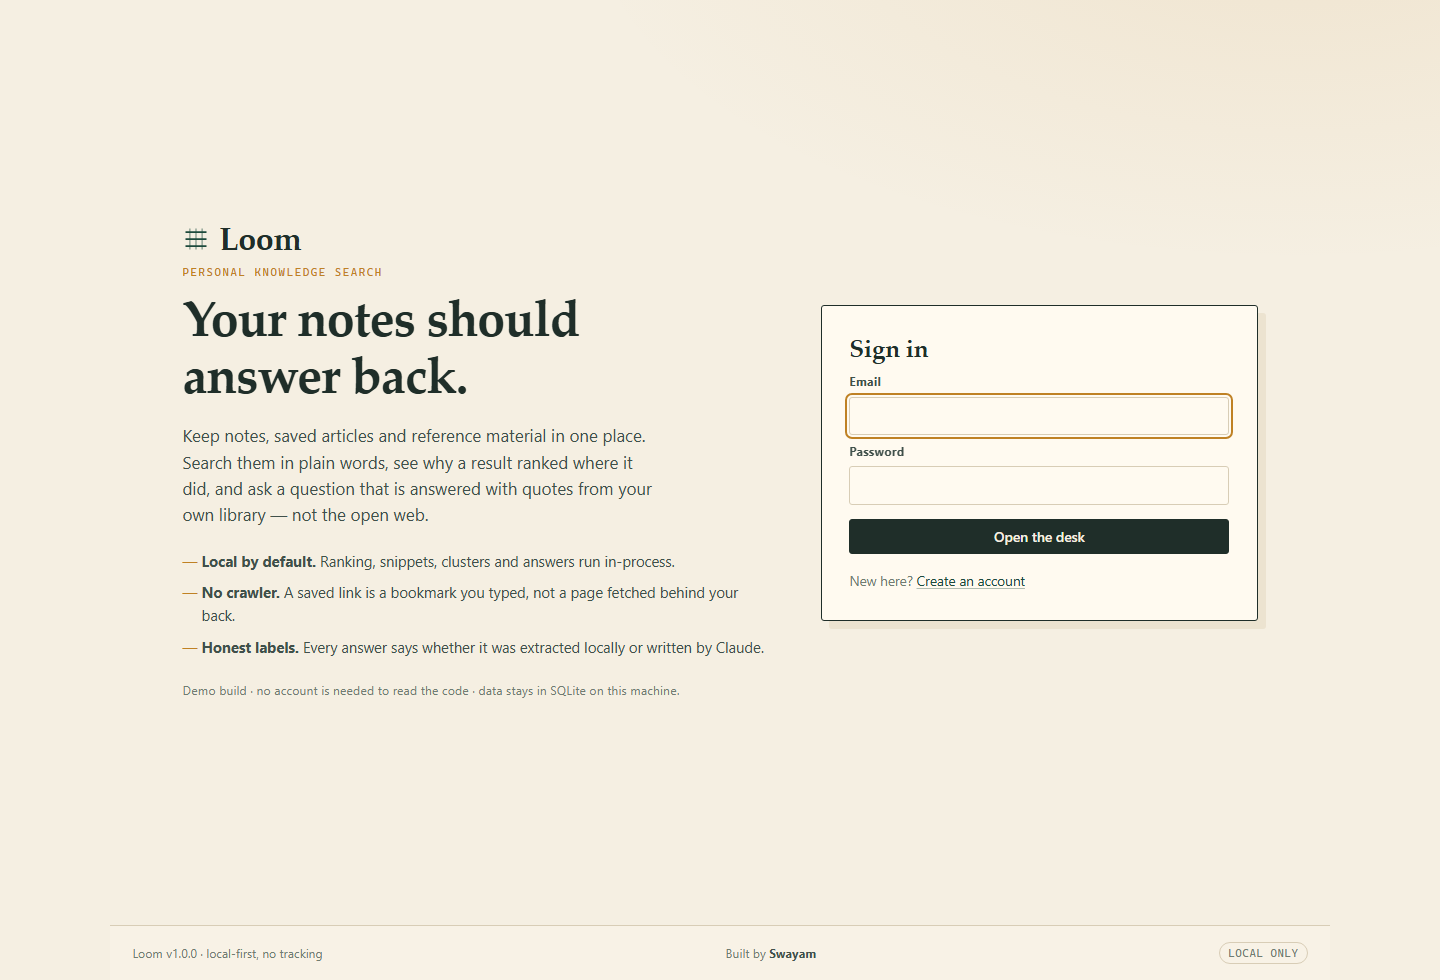 Loom
PERSONAL KNOWLEDGE SEARCH
Your notes should
answer back.
Keep notes, saved articles and reference material in one place.
Search them in plain words, see why a result ranked where it
did, and ask a question that is answered with quotes from your
own library — not the open web.
— Local by default. Ranking, snippets, clusters and answers run in-process.
— No crawler. A saved link is a bookmark you typed, not a page fetched behind your
back.
— Honest labels. Every answer says whether it was extracted locally or written by Claude.
Demo build · no account is needed to read the code · data stays in SQLite on this machine.
Sign in
Email
Password
Open the desk
New here? Create an account
Loom v1.0.0 · local-first, no tracking
Built by Swayam
LOCAL ONLY